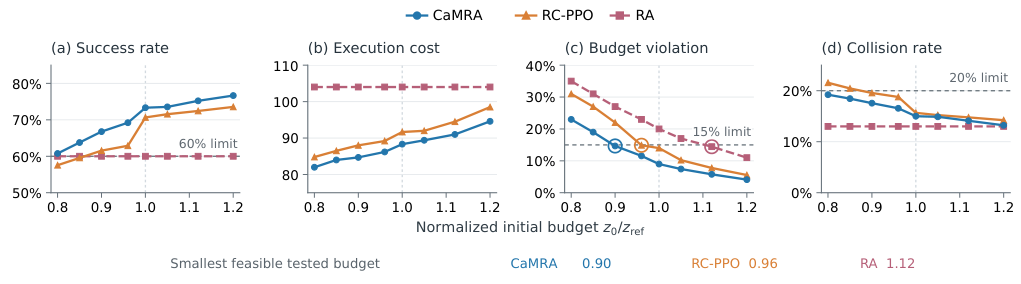 CaMRA RC-PPO RA
(a) Success rate
80%
70%
60%
50%
60% limit
0.8 0.9 1.0 1.1 1.2
(b) Execution cost
110
100
90
80
0.8 0.9 1.0 1.1 1.2
(c) Budget violation
40%
30%
20%
10%
0%
15% limit
0.8 0.9 1.0 1.1 1.2
(d) Collision rate
20%
10%
0%
20% limit
0.8 0.9 1.0 1.1 1.2
Normalized initial budget z₀/z_ref
Smallest feasible tested budget CaMRA 0.90 RC-PPO 0.96 RA 1.12